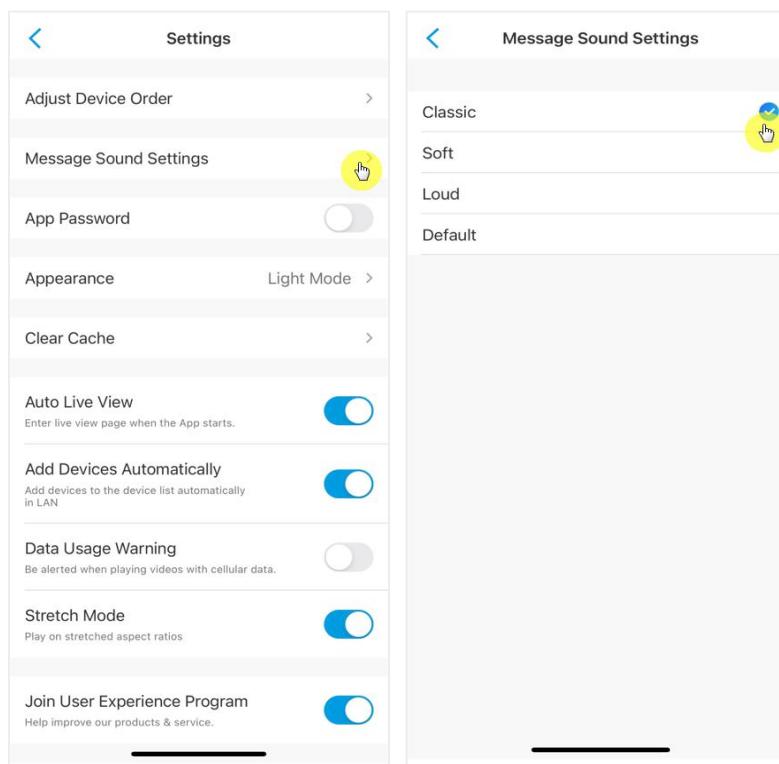 Settings
Adjust Device Order
Message Sound Settings
App Password
Appearance
Light Mode
Clear Cache
Auto Live View
Enter live view page when the App starts.
Add Devices Automatically
Add devices to the device list automatically
in LAN
Data Usage Warning
Be alerted when playing videos with cellular data.
Stretch Mode
Play on stretched aspect ratios
Join User Experience Program
Help improve our products & service.
Message Sound Settings
Classic
Soft
Loud
Default